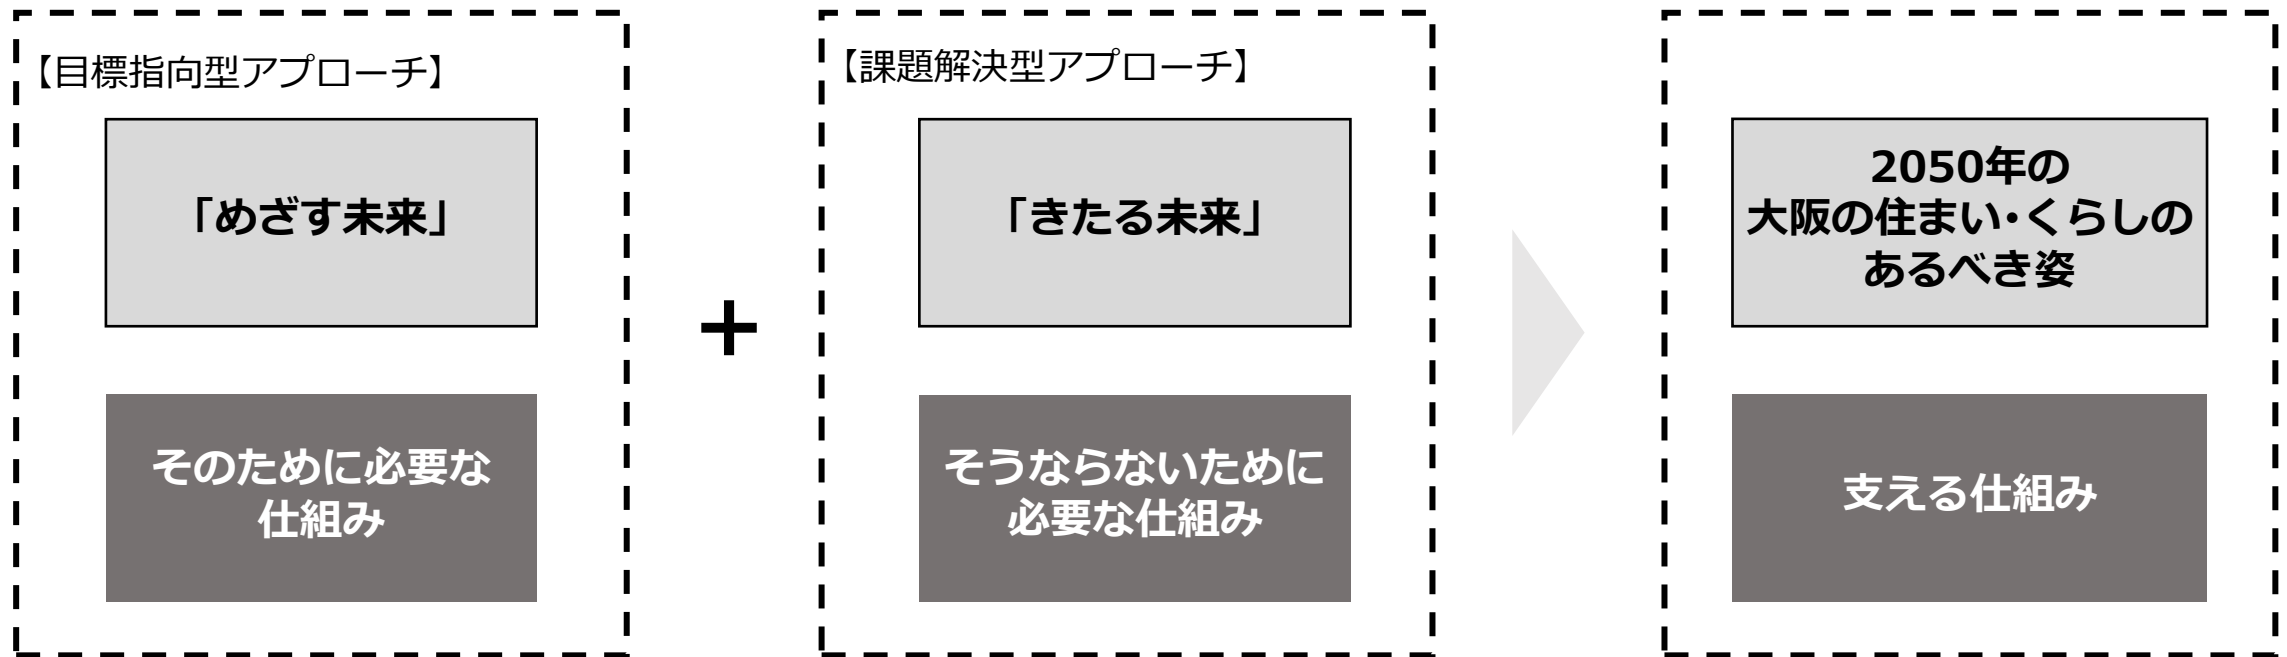 【目標指向型アプローチ】
「めざす未来」
そのために必要な
仕組み
+
【課題解決型アプローチ】
「きたる未来」
そうならないために
必要な仕組み
2050年の
大阪の住まい・くらしの
あるべき姿
支える仕組み